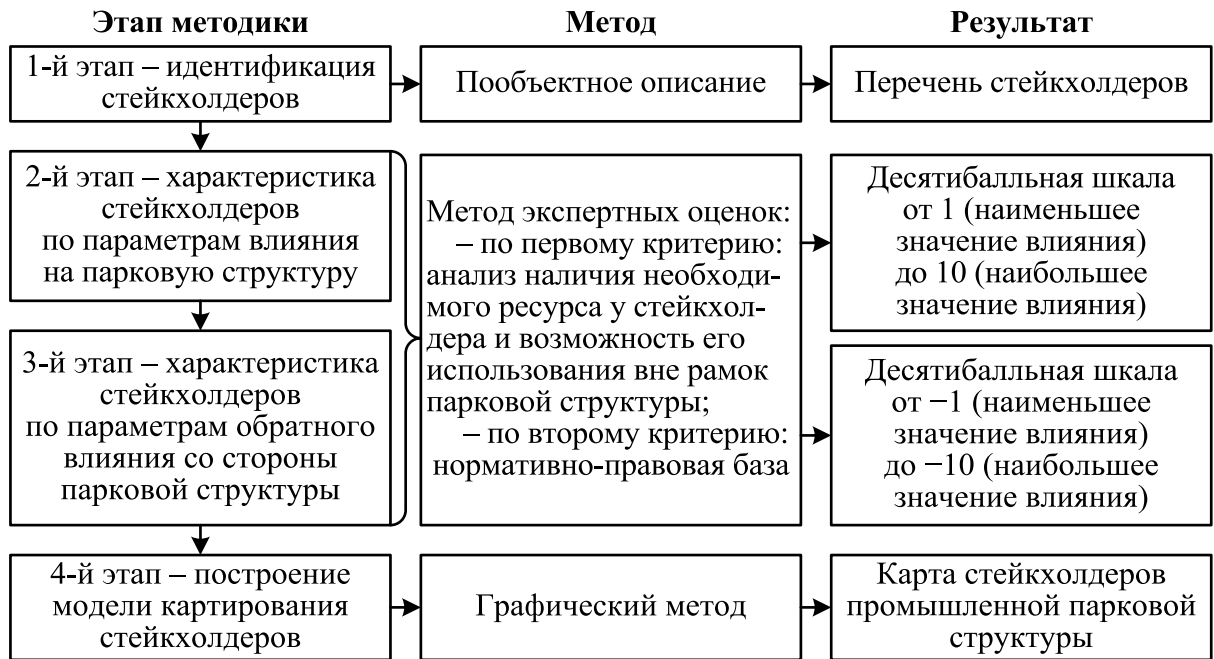 Этап методики
Метод
Результат
1-й этап – идентификация
стейкхолдеров
Пообъектное описание
Перечень стейкхолдеров
2-й этап – характеристика
стейкхолдеров
по параметрам влияния
на парковую структуру
3-й этап – характеристика
стейкхолдеров
по параметрам обратного
влияния со стороны
парковой структуры
Метод экспертных оценок:
– по первому критерию:
анализ наличия необходи-
мого ресурса у стейкхол-
дера и возможность его
использования вне рамок
парковой структуры;
– по второму критерию:
нормативно-правовая база
Десятибалльная шкала
от 1 (наименьшее
значение влияния)
до 10 (наибольшее
значение влияния)
Десятибалльная шкала
от −1 (наименьшее
значение влияния)
до −10 (наибольшее
значение влияния)
4-й этап – построение
модели картирования
стейкхолдеров
Графический метод
Карта стейкхолдеров
промышленной парковой
структуры